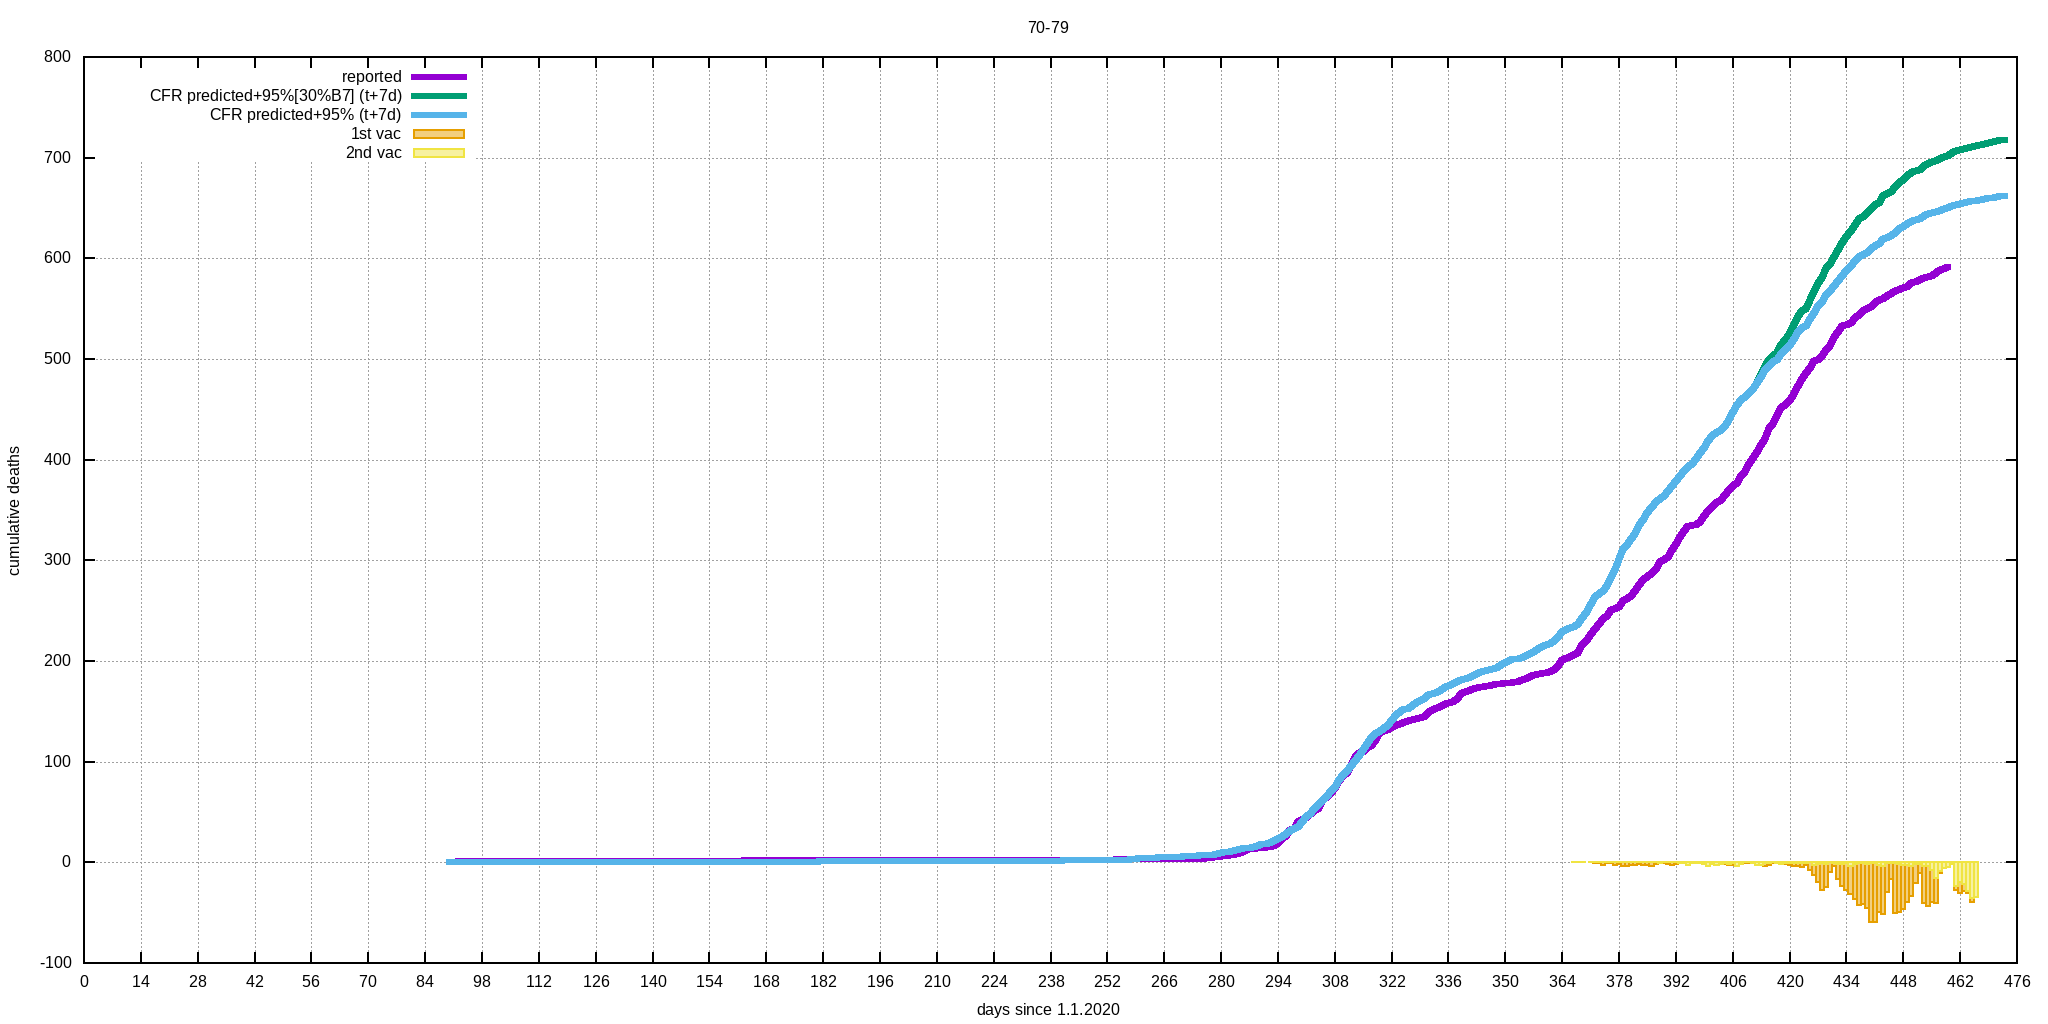 70-79
reported
CFR predicted+95%[30%B7] (t+7d)
CFR predicted+95% (t+7d)
1st vac
2nd vac
800
700
600
500
400
300
200
100
0
-100
cumulative deaths
0 14 28 42 56 70 84 98 112 126 140 154 168 182 196 210 224 238 252 266 280 294 308 322 336 350 364 378 392 406 420 434 448 462 476
days since 1.1.2020